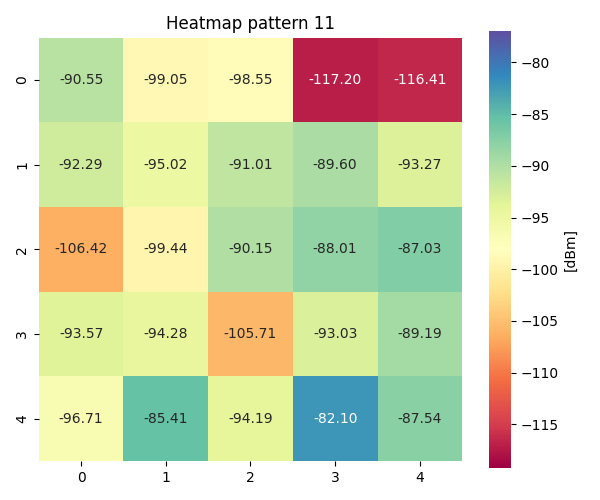 Heatmap pattern 11
0 -90.55 -99.05 -98.55 -117.20 -116.41
1 -92.29 -95.02 -91.01 -89.60 -93.27
2 -106.42 -99.44 -90.15 -88.01 -87.03
3 -93.57 -94.28 -105.71 -93.03 -89.19
4 -96.71 -85.41 -94.19 -82.10 -87.54
0 1 2 3 4
−80
−85
−90
−95
−100
−105
−110
−115
[dBm]